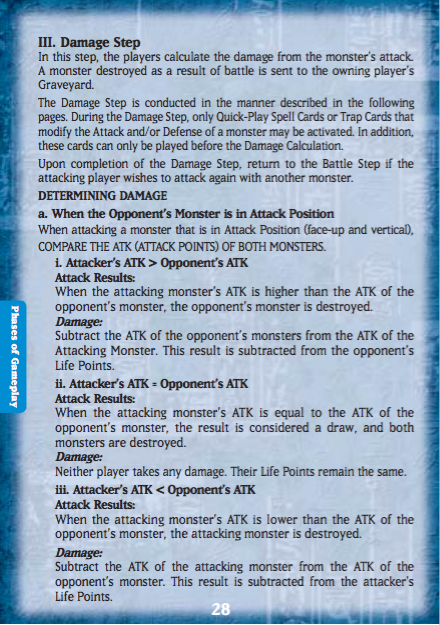 III. Damage Step
In this step, the players calculate the damage from the monster's attack.
A monster destroyed as a result of battle is sent to the owning player's
Graveyard.
The Damage Step is conducted in the manner described in the following
pages. During the Damage Step, only Quick-Play Spell Cards or Trap Cards that
modify the Attack and/or Defense of a monster may be activated. In addition,
these cards can only be played before the Damage Calculation.
Upon completion of the Damage Step, return to the Battle Step if the
attacking player wishes to attack again with another monster.
DETERMINING DAMAGE
a. When the Opponent's Monster is in Attack Position
When attacking a monster that is in Attack Position (face-up and vertical),
COMPARE THE ATK (ATTACK POINTS) OF BOTH MONSTERS.
i. Attacker's ATK > Opponent's ATK
Attack Results:
When the attacking monster's ATK is higher than the ATK of the
opponent's monster, the opponent's monster is destroyed.
Damage:
Subtract the ATK of the opponent's monsters from the ATK of the
Attacking Monster. This result is subtracted from the opponent's
Life Points.
ii. Attacker's ATK = Opponent's ATK
Attack Results:
When the attacking monster's ATK is equal to the ATK of the
opponent's monster, the result is considered a draw, and both
monsters are destroyed.
Damage:
Neither player takes any damage. Their Life Points remain the same.
iii. Attacker's ATK < Opponent's ATK
Attack Results:
When the attacking monster's ATK is lower than the ATK of the
opponent's monster, the attacking monster is destroyed.
Damage:
Subtract the ATK of the attacking monster from the ATK of the
opponent's monster. This result is subtracted from the attacker's
Life Points.
Phases of Gameplay
28